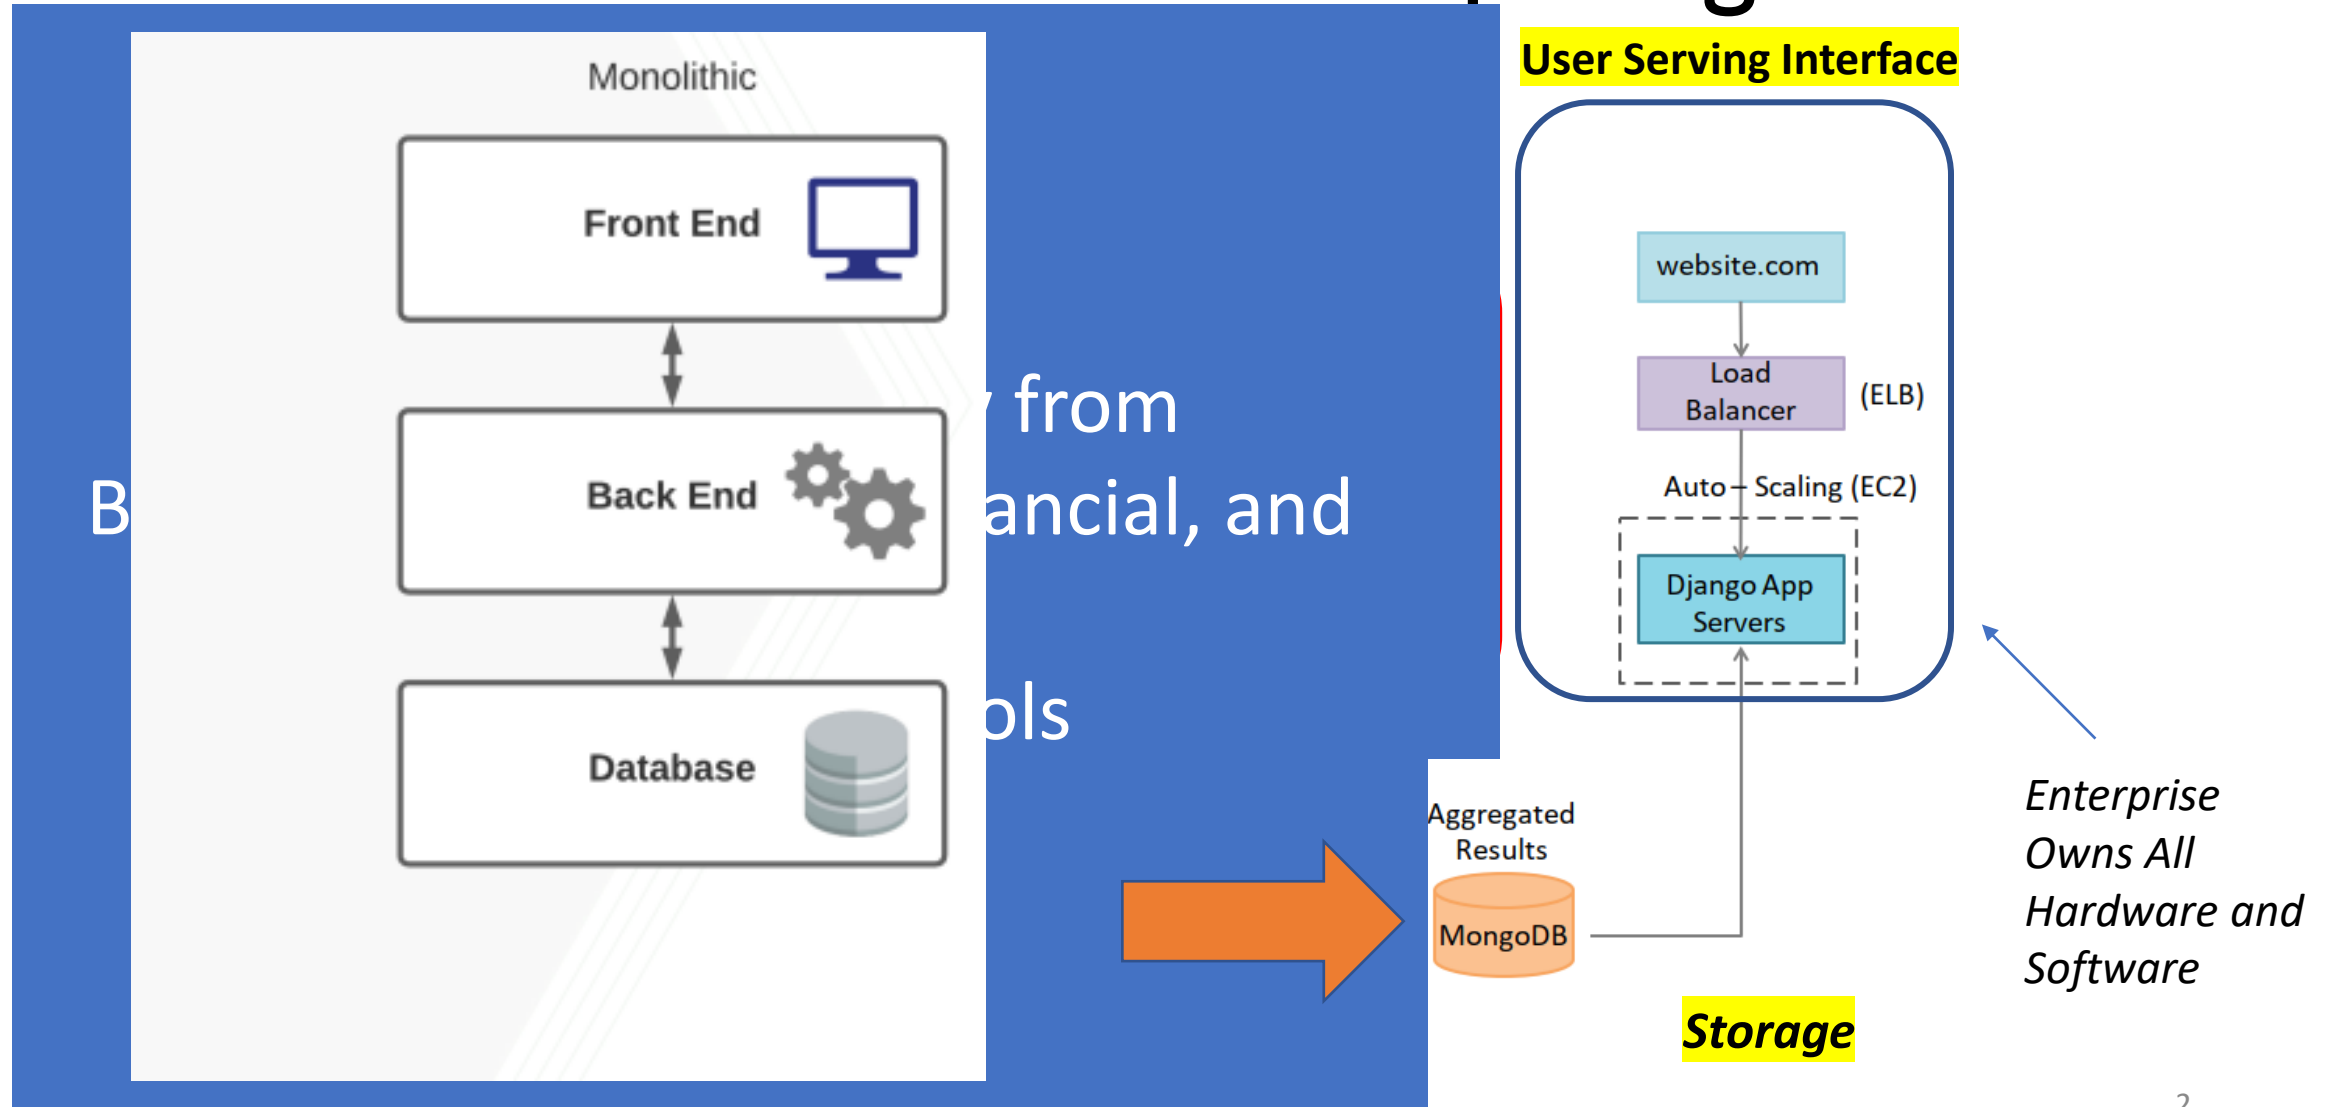 User Serving Interface
Monolithic
Front End
Back End
Database
from
ancial, and
website.com
Load
Balancer
(ELB)
Auto – Scaling (EC2)
Django App
Servers
Aggregated
Results
MongoDB
Storage
Enterprise
Owns All
Hardware and
Software